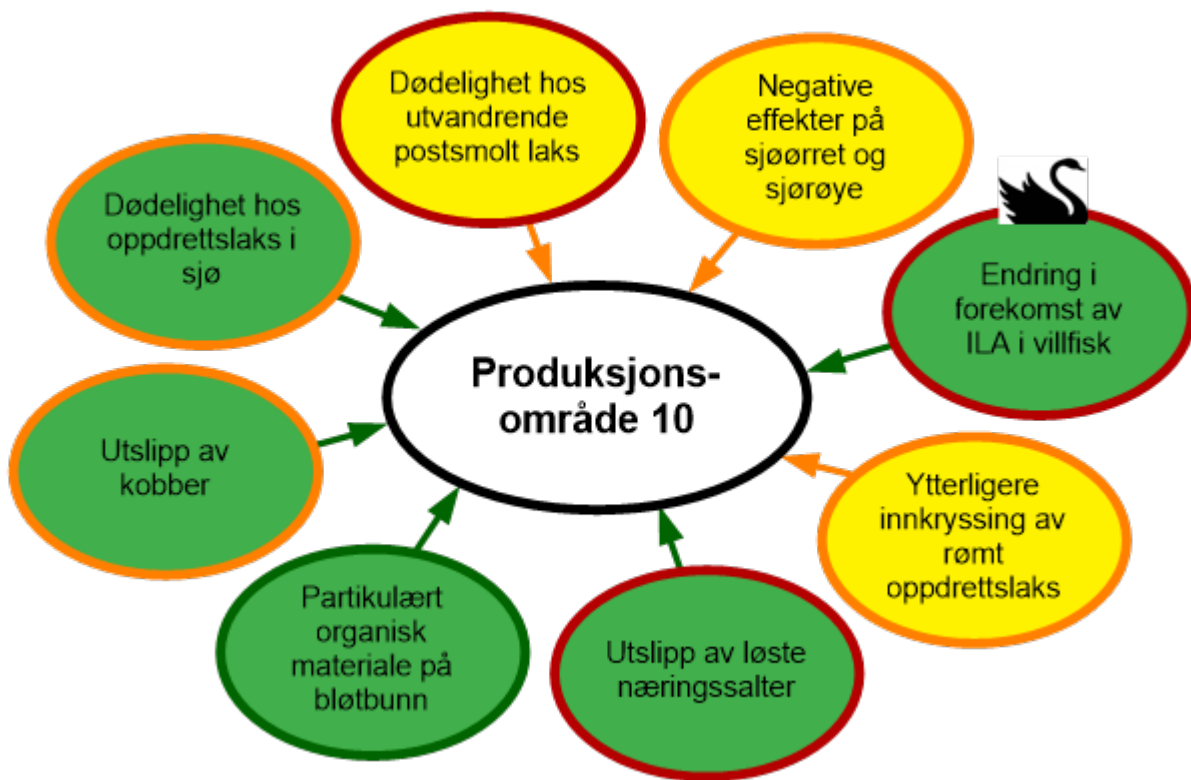 Dødelighet hos
utvandrende
postsmolt laks
Negative
effekter på
sjøørret og
sjørøye
Dødelighet hos
oppdrettslaks i
sjø
Endring i
forekomst av
ILA i villfisk
Produksjons-
område 10
Utslipp av
kobber
Ytterligere
innkryssing av
rømt
oppdrettslaks
Partikulært
organisk
materiale på
bløtbunn
Utslipp av løste
næringssalter